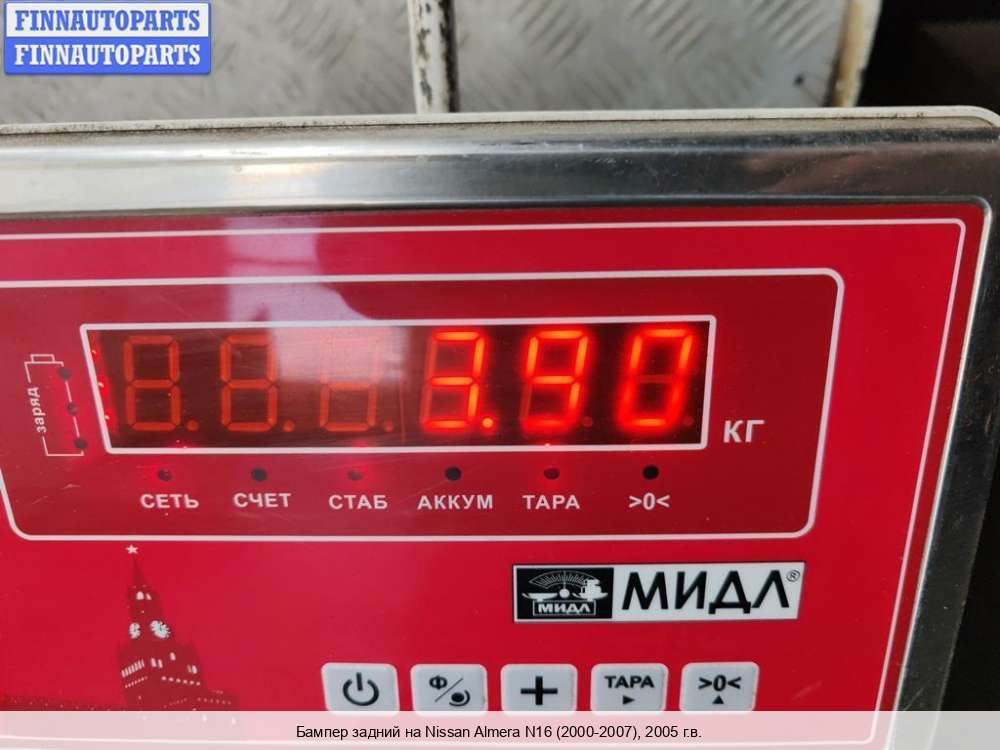 FINNAUTOPARTS
FINNAUTOPARTS
3.90
КГ
заряд
СЕТЬ СЧЕТ СТАБ АККУМ ТАРА >0<
МИДЛ МИДЛ®
Ф ТАРА >0<
Бампер задний на Nissan Almera N16 (2000-2007), 2005 г.в.